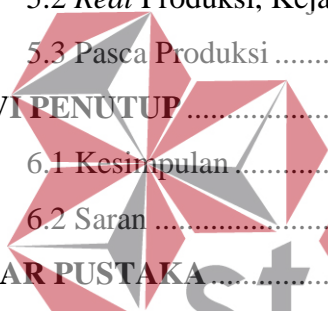 5.2 Real Produksi, Keja
5.3 Pasca Produksi ........
VI PENUTUP ....................
6.1 Kesimpulan .............
6.2 Saran ........................
AR PUSTAKA .................
st